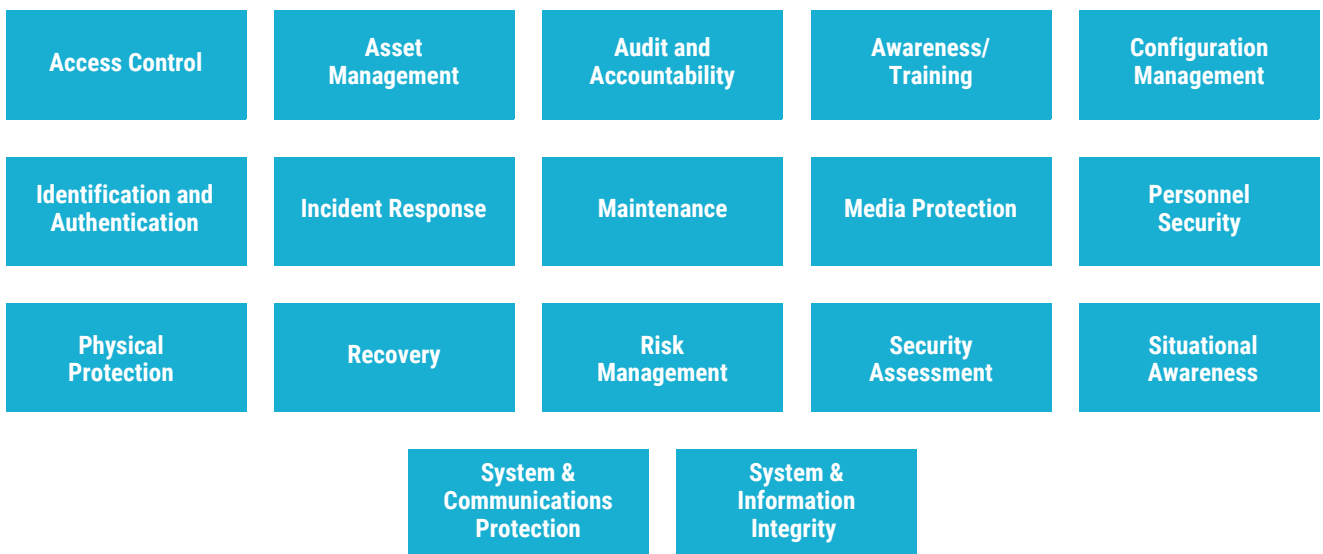 Access Control
Asset
Management
Audit and
Accountability
Awareness/
Training
Configuration
Management
Identification and
Authentication
Incident Response
Maintenance
Media Protection
Personnel
Security
Physical
Protection
Recovery
Risk
Management
Security
Assessment
Situational
Awareness
System &
Communications
Protection
System &
Information
Integrity